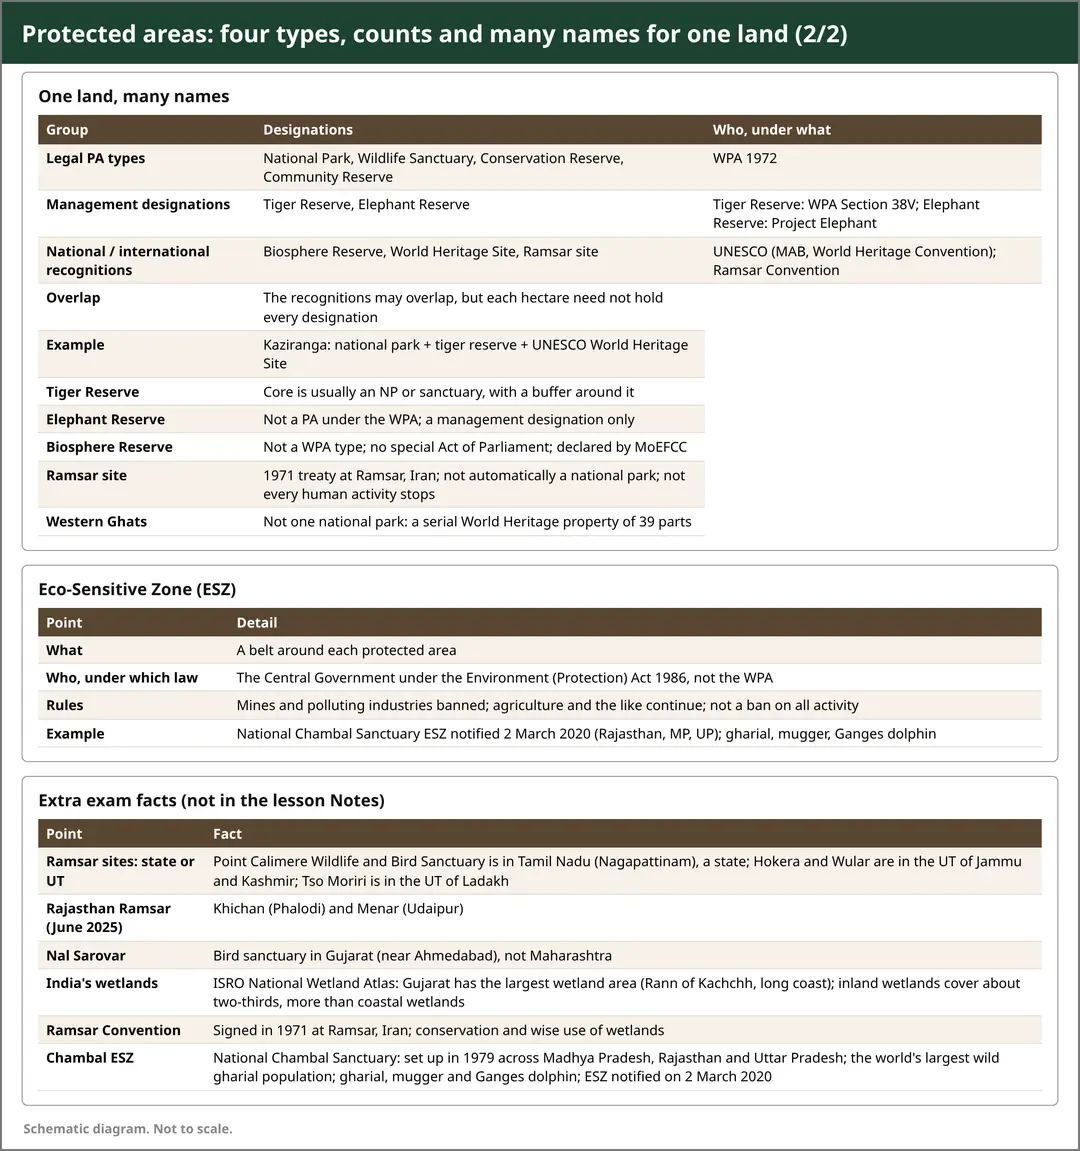 Protected areas: four types, counts and many names for one land (2/2)
One land, many names
Group Designations Who, under what
Legal PA types National Park, Wildlife Sanctuary, Conservation Reserve, WPA 1972
Community Reserve
Management designations Tiger Reserve, Elephant Reserve Tiger Reserve: WPA Section 38V; Elephant
Reserve: Project Elephant
National / international Biosphere Reserve, World Heritage Site, Ramsar site UNESCO (MAB, World Heritage Convention);
recognitions Ramsar Convention
Overlap The recognitions may overlap, but each hectare need not hold
every designation
Example Kaziranga: national park + tiger reserve + UNESCO World Heritage
Site
Tiger Reserve Core is usually an NP or sanctuary, with a buffer around it
Elephant Reserve Not a PA under the WPA; a management designation only
Biosphere Reserve Not a WPA type; no special Act of Parliament; declared by MoEFCC
Ramsar site 1971 treaty at Ramsar, Iran; not automatically a national park; not
every human activity stops
Western Ghats Not one national park: a serial World Heritage property of 39 parts
Eco-Sensitive Zone (ESZ)
Point Detail
What A belt around each protected area
Who, under which law The Central Government under the Environment (Protection) Act 1986, not the WPA
Rules Mines and polluting industries banned; agriculture and the like continue; not a ban on all activity
Example National Chambal Sanctuary ESZ notified 2 March 2020 (Rajasthan, MP, UP); gharial, mugger, Ganges dolphin
Extra exam facts (not in the lesson Notes)
Point Fact
Ramsar sites: state or Point Calimere Wildlife and Bird Sanctuary is in Tamil Nadu (Nagapattinam), a state; Hokera and Wular are in the UT of Jammu
UT and Kashmir; Tso Moriri is in the UT of Ladakh
Rajasthan Ramsar Khichan (Phalodi) and Menar (Udaipur)
(June 2025)
Nal Sarovar Bird sanctuary in Gujarat (near Ahmedabad), not Maharashtra
India's wetlands ISRO National Wetland Atlas: Gujarat has the largest wetland area (Rann of Kachchh, long coast); inland wetlands cover about
two-thirds, more than coastal wetlands
Ramsar Convention Signed in 1971 at Ramsar, Iran; conservation and wise use of wetlands
Chambal ESZ National Chambal Sanctuary: set up in 1979 across Madhya Pradesh, Rajasthan and Uttar Pradesh; the world's largest wild
gharial population; gharial, mugger and Ganges dolphin; ESZ notified on 2 March 2020
Schematic diagram. Not to scale.